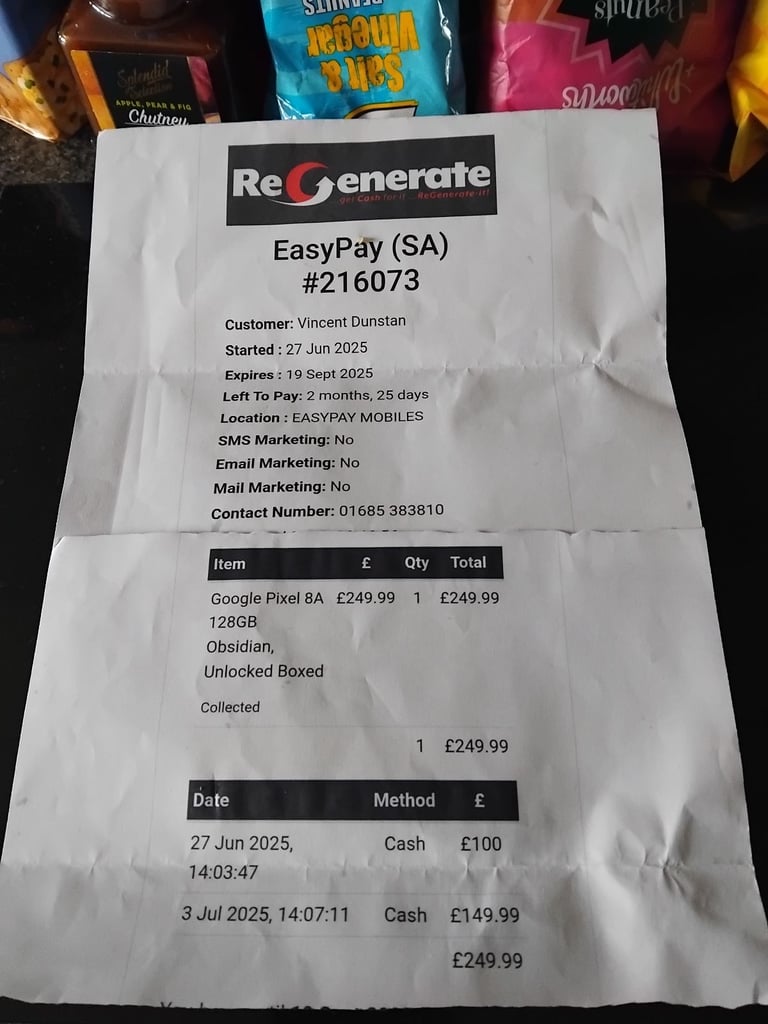 PEANUTS
Salt &
Vinegar
Peanuts
Whitworths
Splendid
Selection
APPLE, PEAR & FIG
Chutney
ReGenerate
get Cash for it ...ReGenerate-it!
EasyPay (SA)
#216073
Customer: Vincent Dunstan
Started : 27 Jun 2025
Expires : 19 Sept 2025
Left To Pay: 2 months, 25 days
Location : EASYPAY MOBILES
SMS Marketing: No
Email Marketing: No
Mail Marketing: No
Contact Number: 01685 383810
Item £ Qty Total
Google Pixel 8A £249.99 1 £249.99
128GB
Obsidian,
Unlocked Boxed
Collected
1 £249.99
Date Method £
27 Jun 2025, Cash £100
14:03:47
3 Jul 2025, 14:07:11 Cash £149.99
£249.99